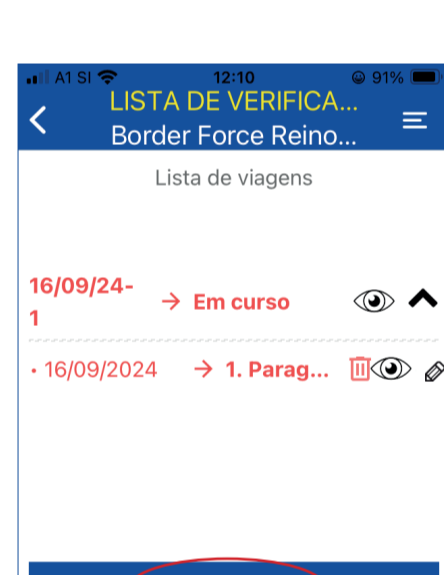 A1 SI 12:10 91%
LISTA DE VERIFICA...
Border Force Reino...
Lista de viagens
16/09/24-
1 → Em curso
• 16/09/2024 → 1. Parag...